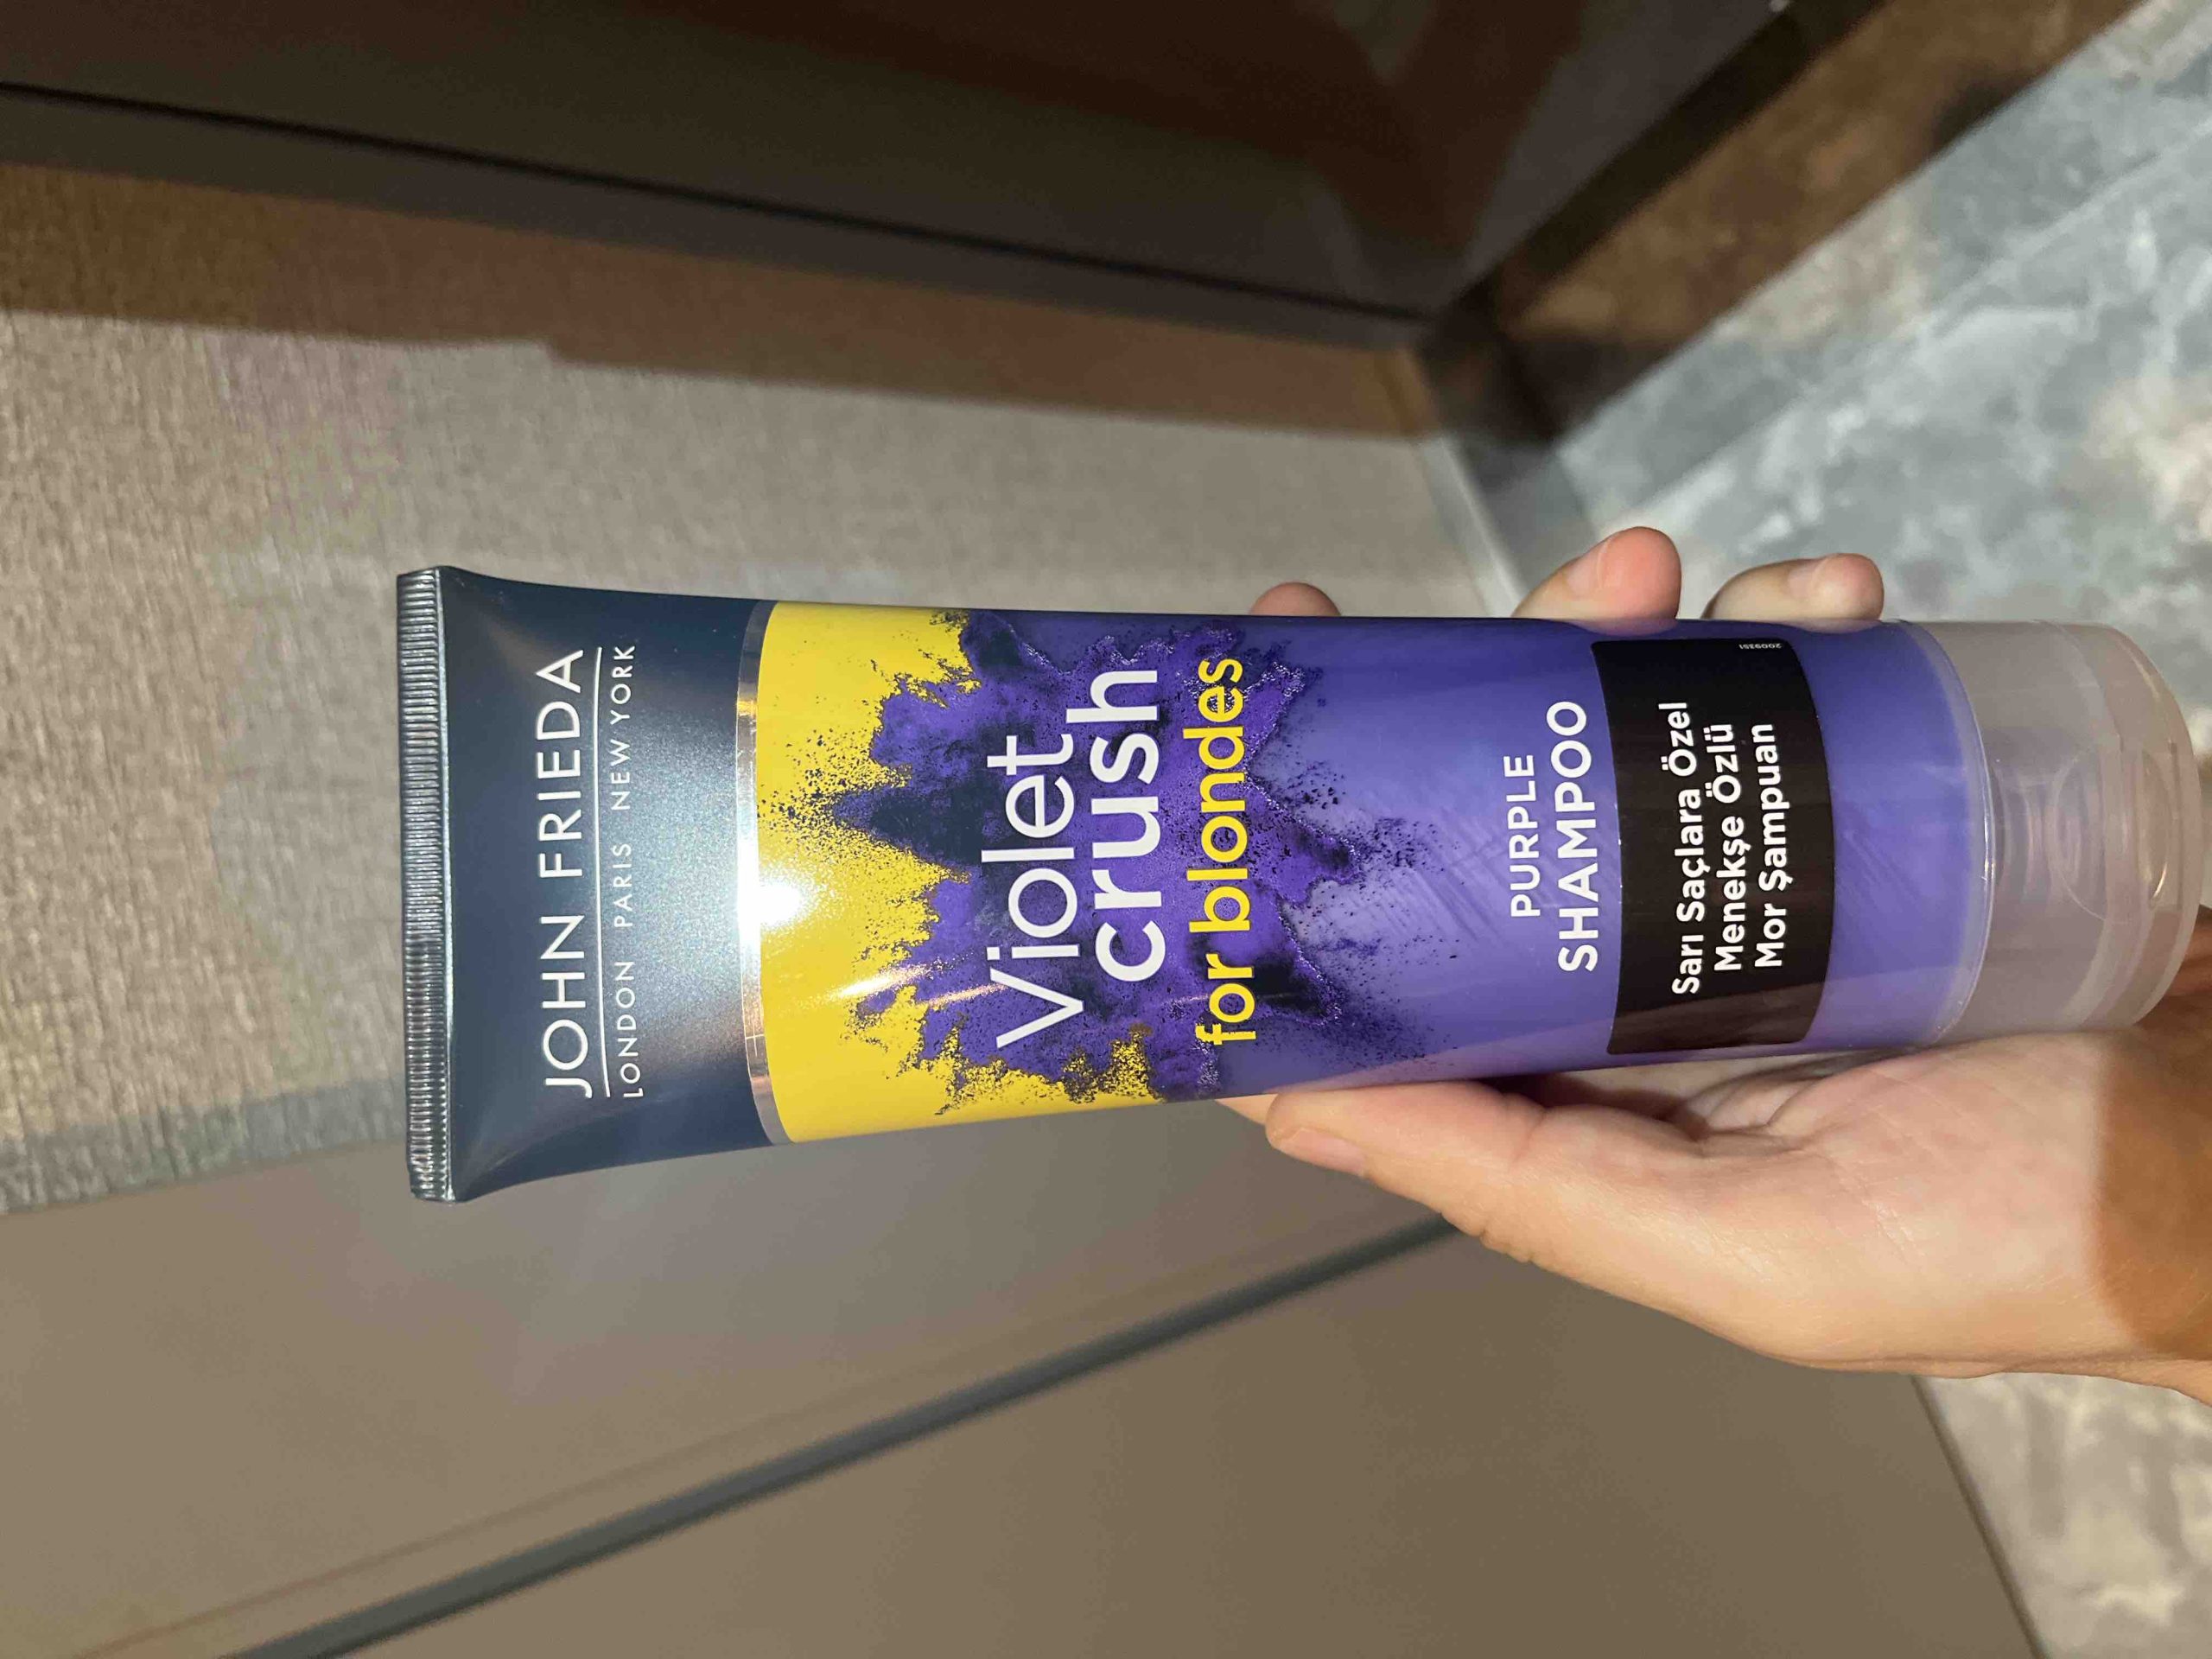 JOHN FRIEDA
LONDON PARIS NEW YORK
Violet
crush
for blondes
PURPLE
SHAMPOO
Sarı Saçlara Özel
Menekşe Özlü
Mor Şampuan
2009351